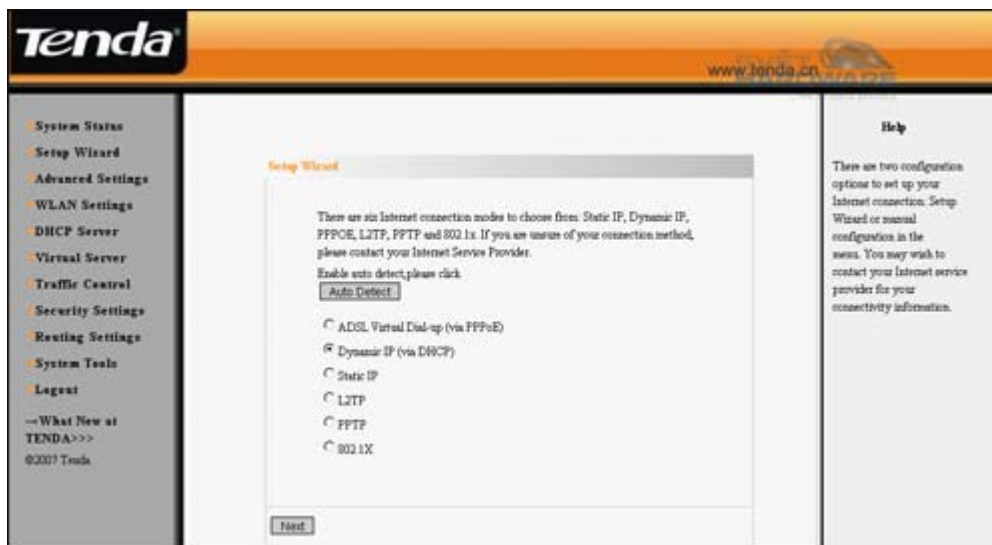 Tenda
www.tenda.cn
HARDWARE
System Status
Setup Wizard
Advanced Settings
WLAN Settings
DHCP Server
Virtual Server
Traffic Control
Security Settings
Routing Settings
System Tools
Logout
→What New at
TENDA>>>
©2007 Tenda
Setup Wizard
There are six Internet connection modes to choose from: Static IP, Dynamic IP,
PPPOE, L2TP, PPTP and 802.1x. If you are unsure of your connection method,
please contact your Internet Service Provider.
Enable auto detect,please click
Auto Detect
ADSL Virtual Dial-up (via PPPoE)
Dynamic IP (via DHCP)
Static IP
L2TP
PPTP
802.1X
Next
Help
There are two configuration
options to set up your
Internet connection: Setup
Wizard or manual
configuration in the
menu. You may wish to
contact your Internet service
provider for your
connectivity information.